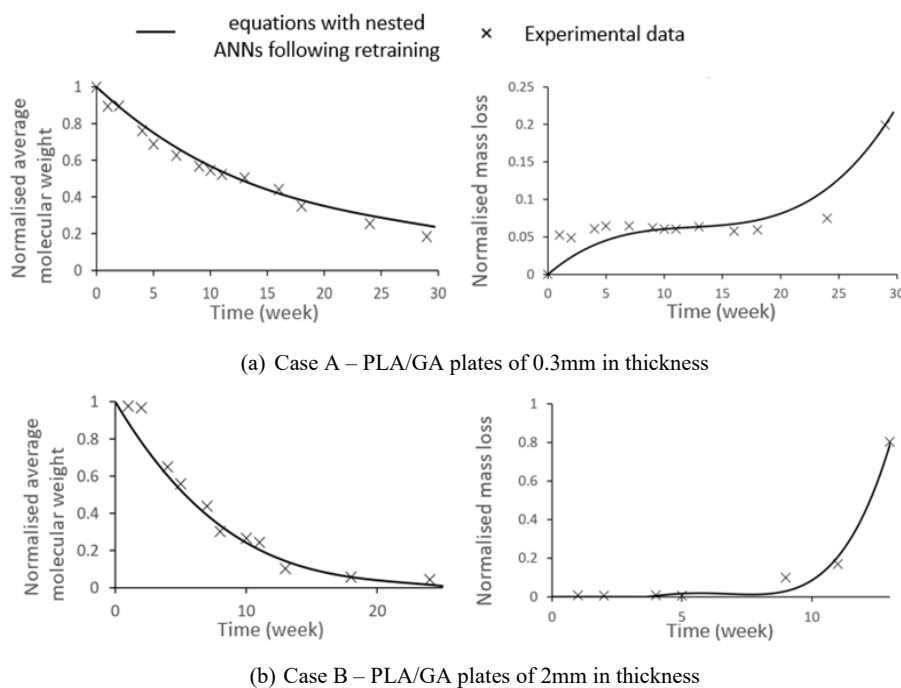 equations with nested
ANNs following retraining
Experimental data
Normalised average
molecular weight
1
0.8
0.6
0.4
0.2
0
0 5 10 15 20 25 30
Time (week)
Normalised mass loss
0.25
0.2
0.15
0.1
0.05
0
0 5 10 15 20 25 30
Time (week)
(a) Case A – PLA/GA plates of 0.3mm in thickness
Normalised average
molecular weight
1
0.8
0.6
0.4
0.2
0
0 10 20
Time (week)
Normalised mass loss
1
0.8
0.6
0.4
0.2
0
0 5 10
Time (week)
(b) Case B – PLA/GA plates of 2mm in thickness